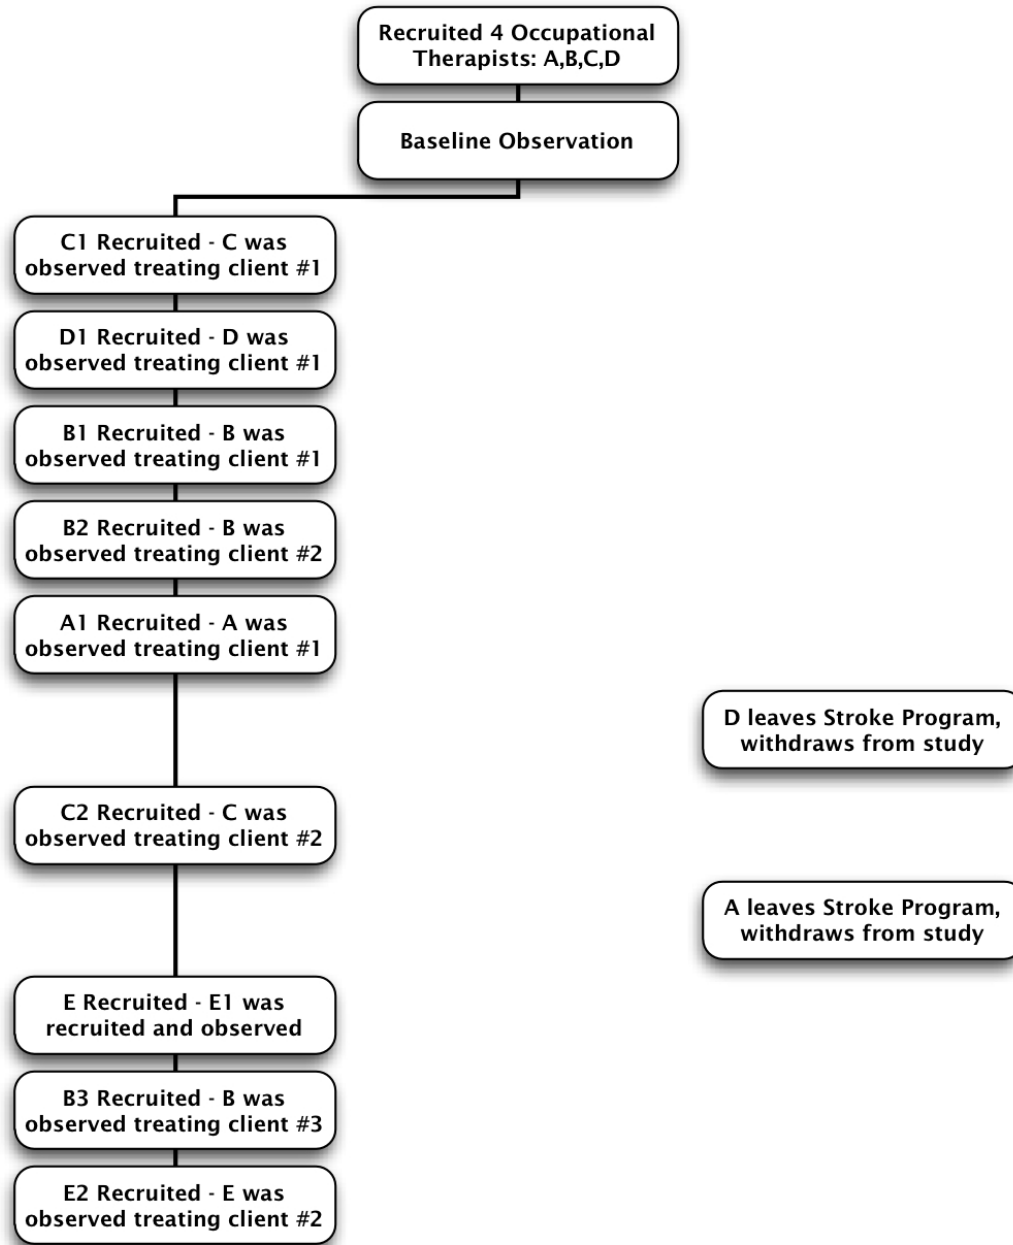 Recruited 4 Occupational
Therapists: A,B,C,D
Baseline Observation
C1 Recruited - C was
observed treating client #1
D1 Recruited - D was
observed treating client #1
B1 Recruited - B was
observed treating client #1
B2 Recruited - B was
observed treating client #2
A1 Recruited - A was
observed treating client #1
D leaves Stroke Program,
withdraws from study
C2 Recruited - C was
observed treating client #2
A leaves Stroke Program,
withdraws from study
E Recruited - E1 was
recruited and observed
B3 Recruited - B was
observed treating client #3
E2 Recruited - E was
observed treating client #2